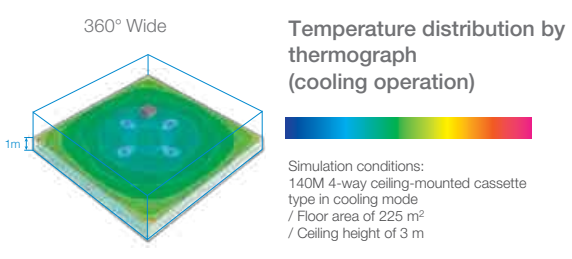 360° Wide
Temperature distribution by
thermograph
(cooling operation)
1m
Simulation conditions:
140M 4-way ceiling-mounted cassette
type in cooling mode
/ Floor area of 225 m²
/ Ceiling height of 3 m